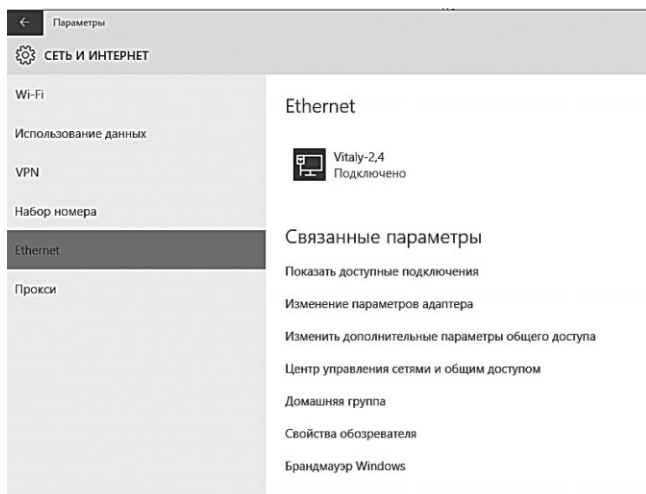 Параметры
СЕТЬ И ИНТЕРНЕТ
Wi-Fi
Использование данных
VPN
Набор номера
Ethernet
Прокси
Ethernet
Vitaly-2,4
Подключено
Связанные параметры
Показать доступные подключения
Изменение параметров адаптера
Изменить дополнительные параметры общего доступа
Центр управления сетями и общим доступом
Домашняя группа
Свойства обозревателя
Брандмауэр Windows